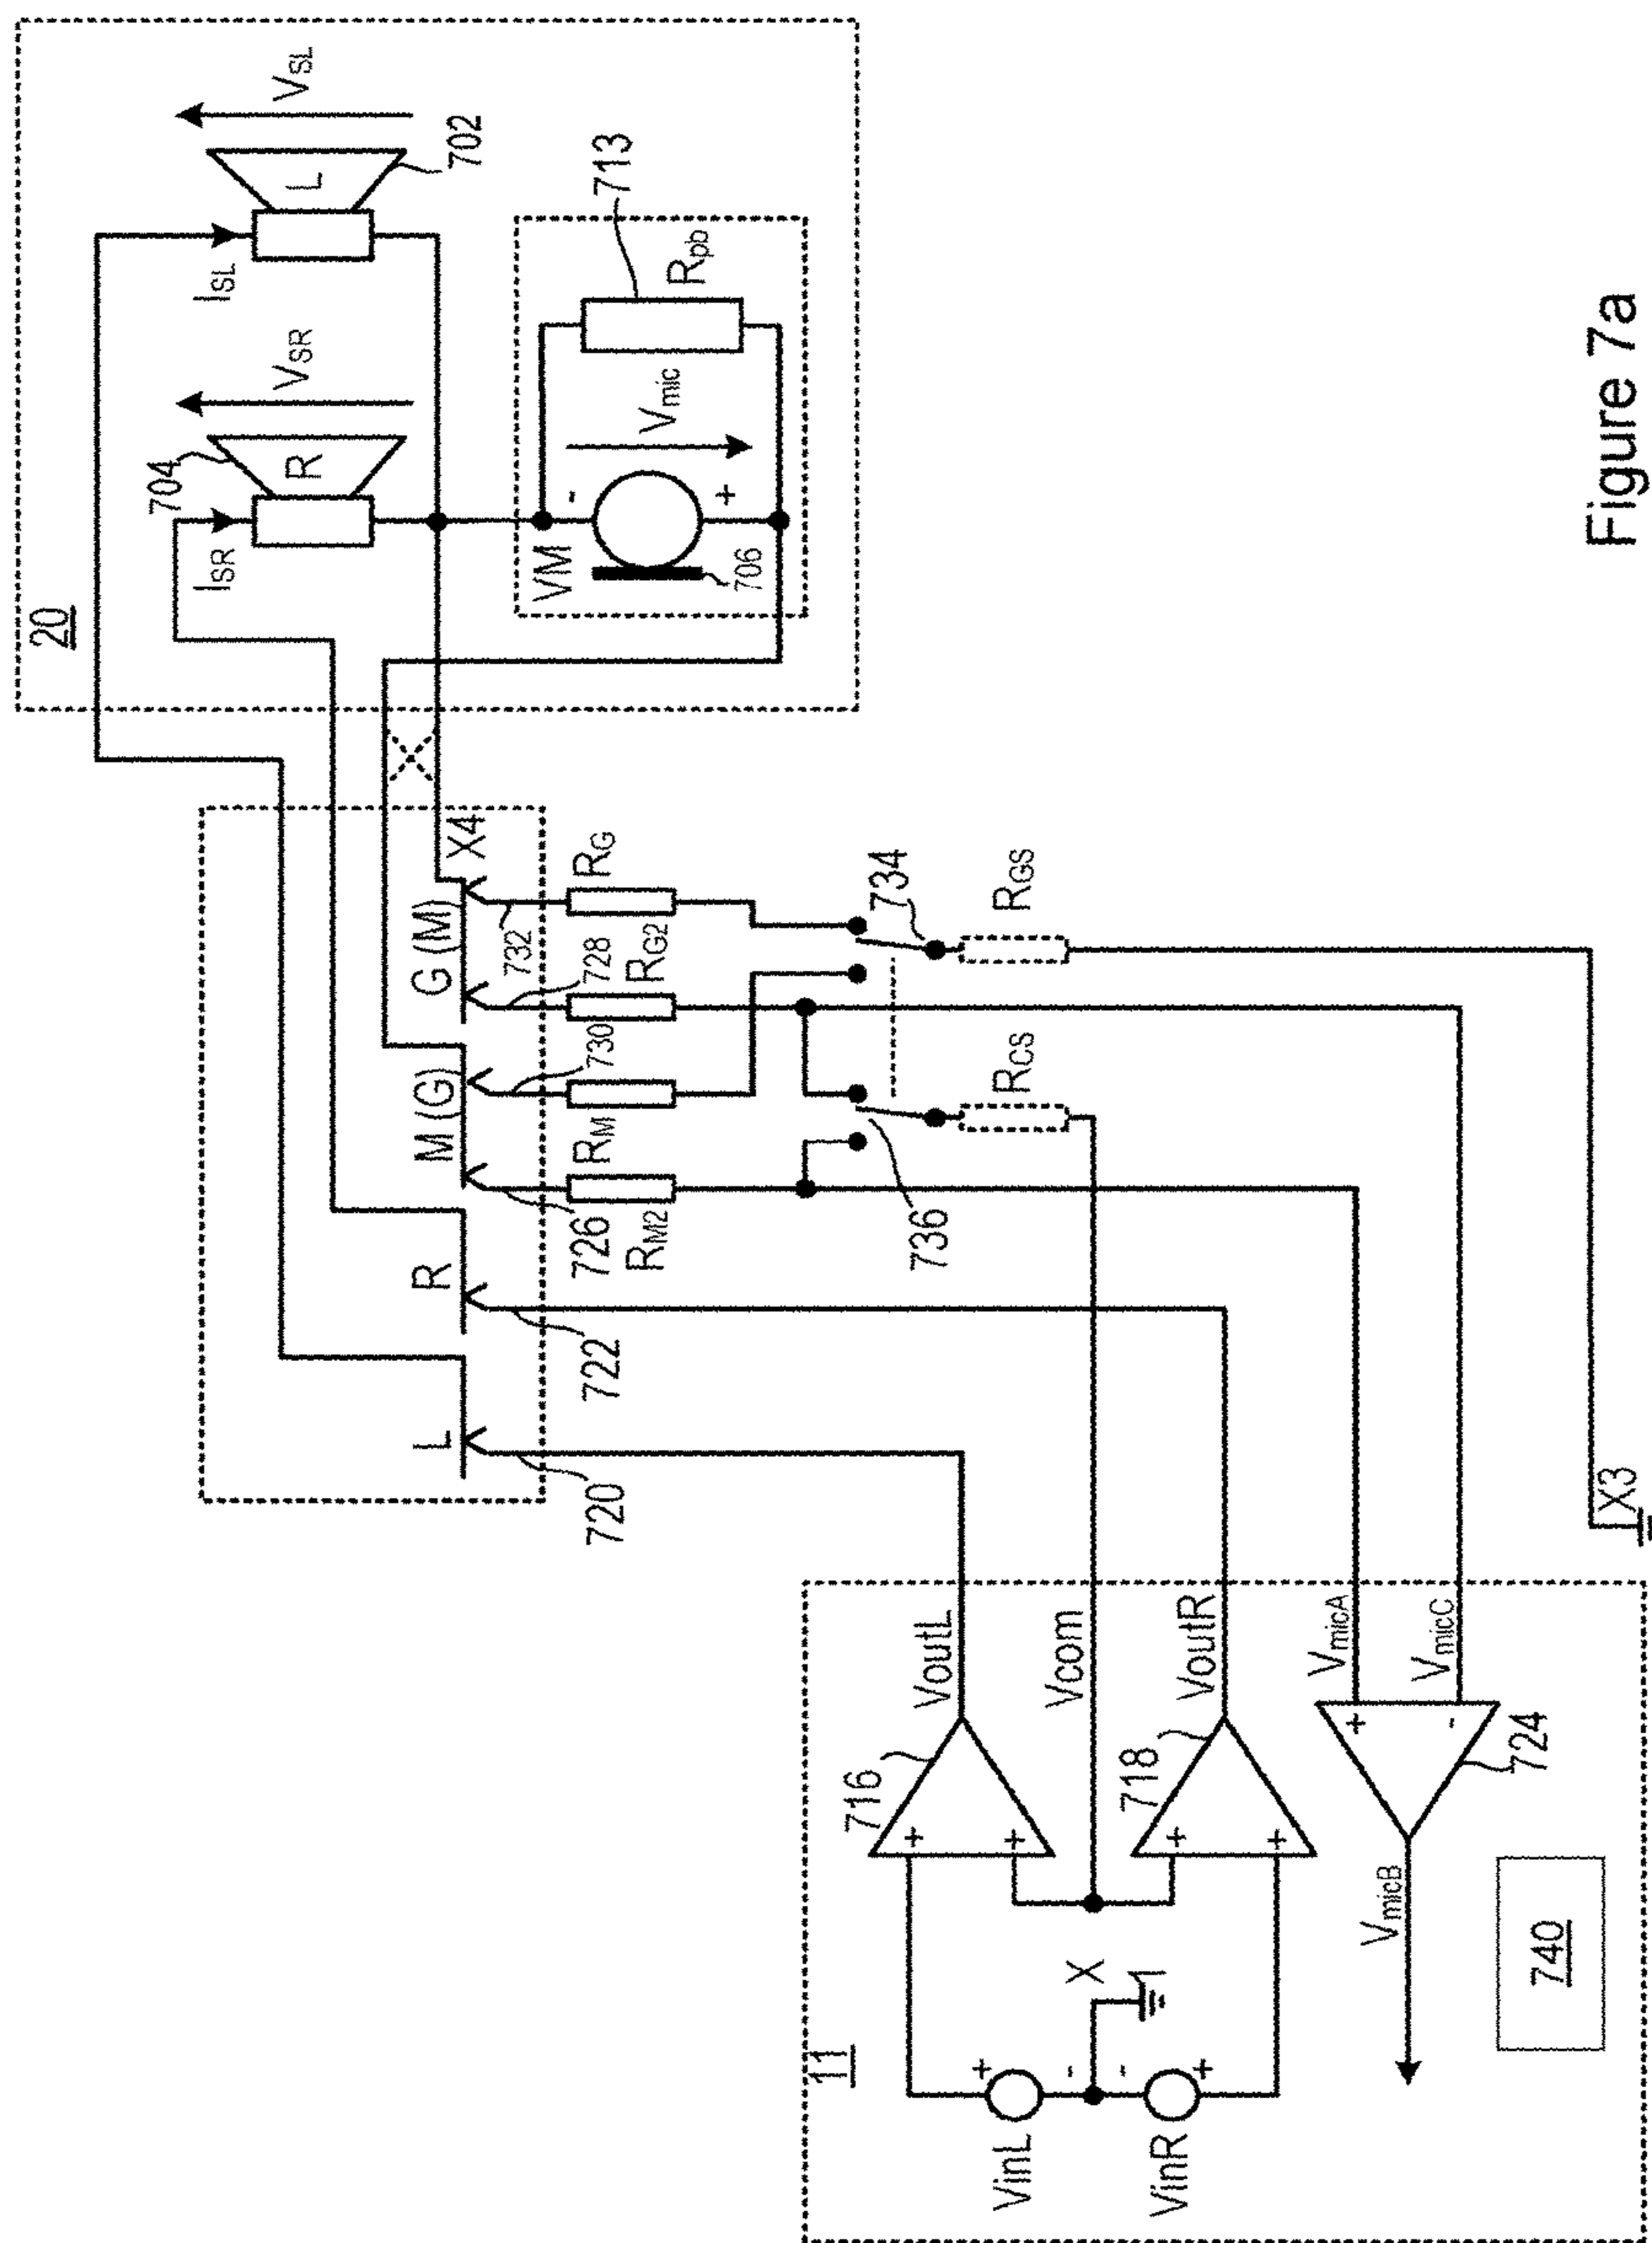 20
VSL
L
702
ISL
VSR
704
R
ISR
713
Rpb
Vmic
-
VM
+
706
X4
G (M)
M (G)
R
L
RG
732
728
RG2
730
RM
726
RM2
722
720
734
RGS
RCS
736
X3
11
VoutL
Vcom
VoutR
VmicA
VmicC
716
+
+
718
+
+
+
-
724
VmicB
X
1
740
+
-
-
+
VinL
VinR
Figure 7a